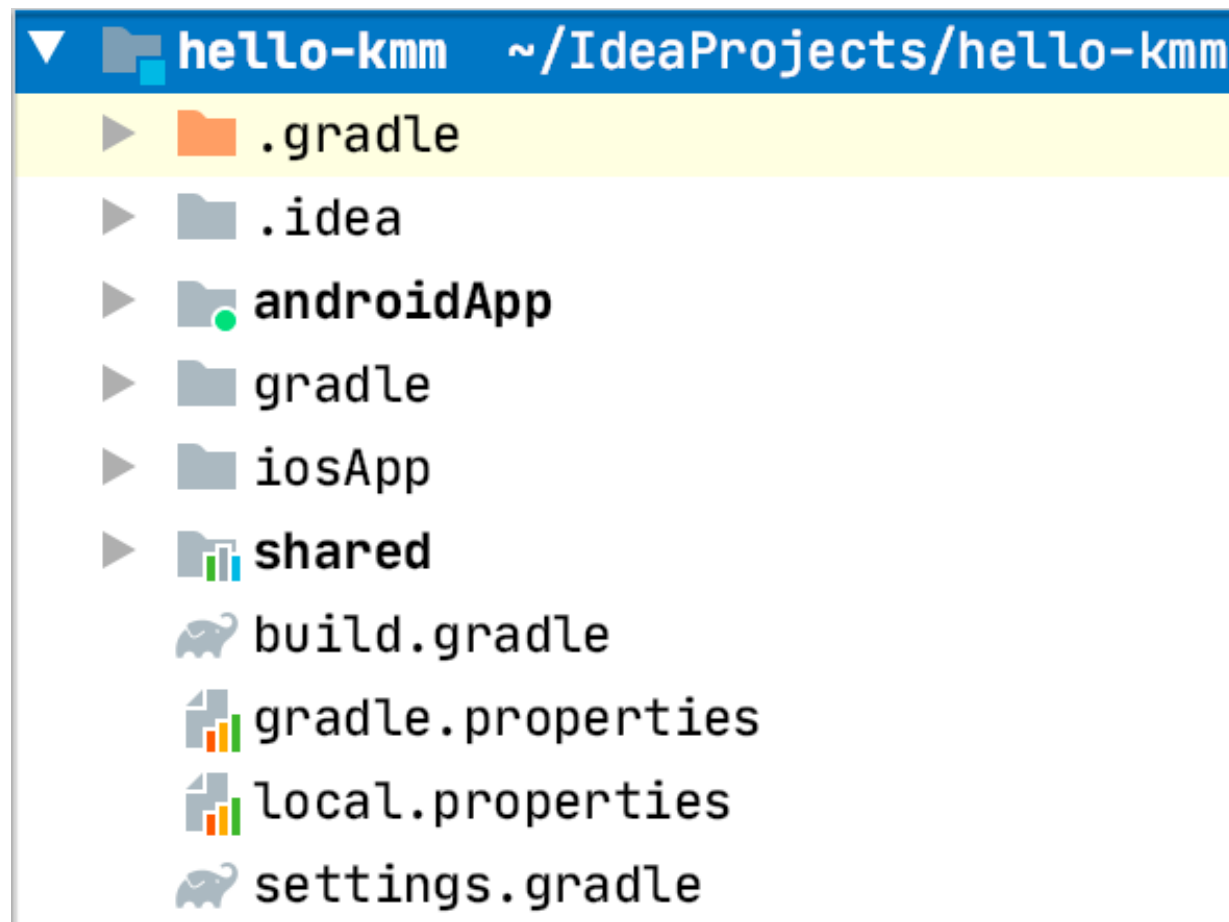 hello-kmm ~/IdeaProjects/hello-kmm
.gradle
.idea
androidApp
gradle
iosApp
shared
build.gradle
gradle.properties
local.properties
settings.gradle